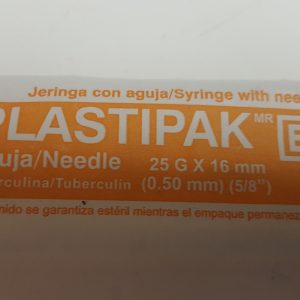 Jeringa con aguja/Syringe with
PLASTIPAK MR
25 G X 16 mm
(0.50 mm) (5/8")
se garantiza estéril mientras el empaque